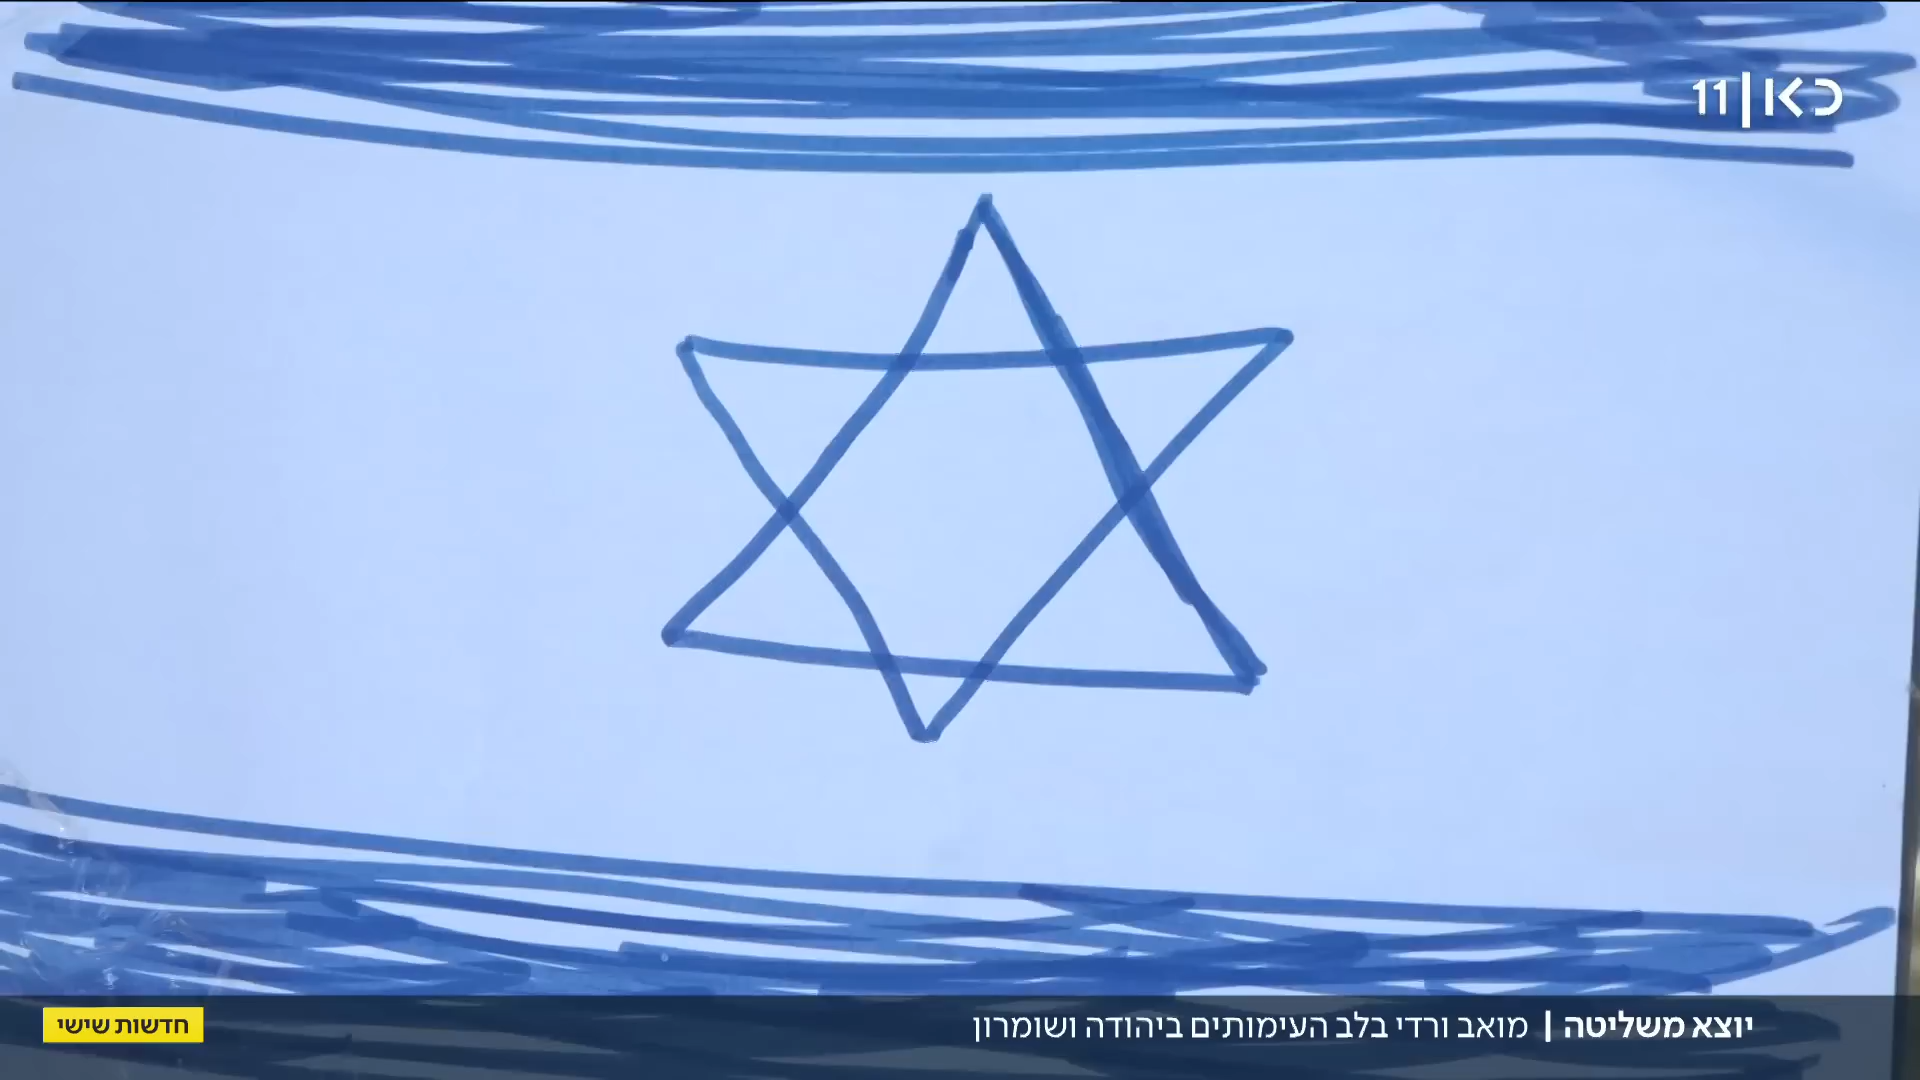 כאן|11
יוצא משליטה | מואב ורדי בלב העימותים ביהודה ושומרון
חדשות שישי